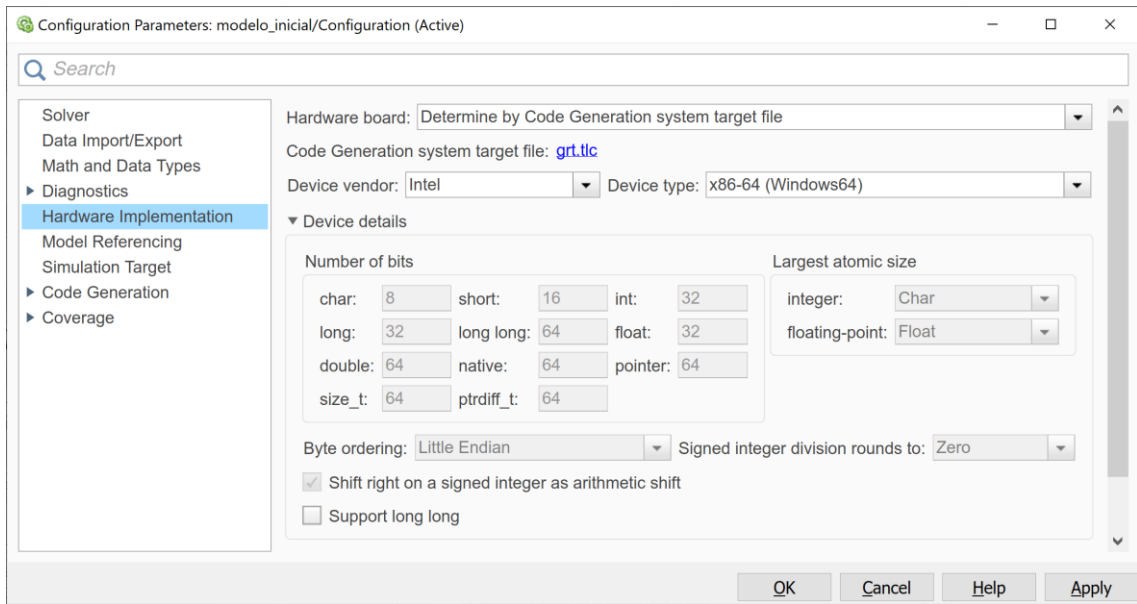 Configuration Parameters: modelo_inicial/Configuration (Active)
Search
Solver
Data Import/Export
Math and Data Types
Diagnostics
Hardware Implementation
Model Referencing
Simulation Target
Code Generation
Coverage
Hardware board: Determine by Code Generation system target file
Code Generation system target file: grt.tlc
Device vendor: Intel Device type: x86-64 (Windows64)
Device details
Number of bits
char: 8 short: 16 int: 32
long: 32 long long: 64 float: 32
double: 64 native: 64 pointer: 64
size_t: 64 ptrdiff_t: 64
Largest atomic size
integer: Char
floating-point: Float
Byte ordering: Little Endian Signed integer division rounds to: Zero
Shift right on a signed integer as arithmetic shift
Support long long
OK Cancel Help Apply